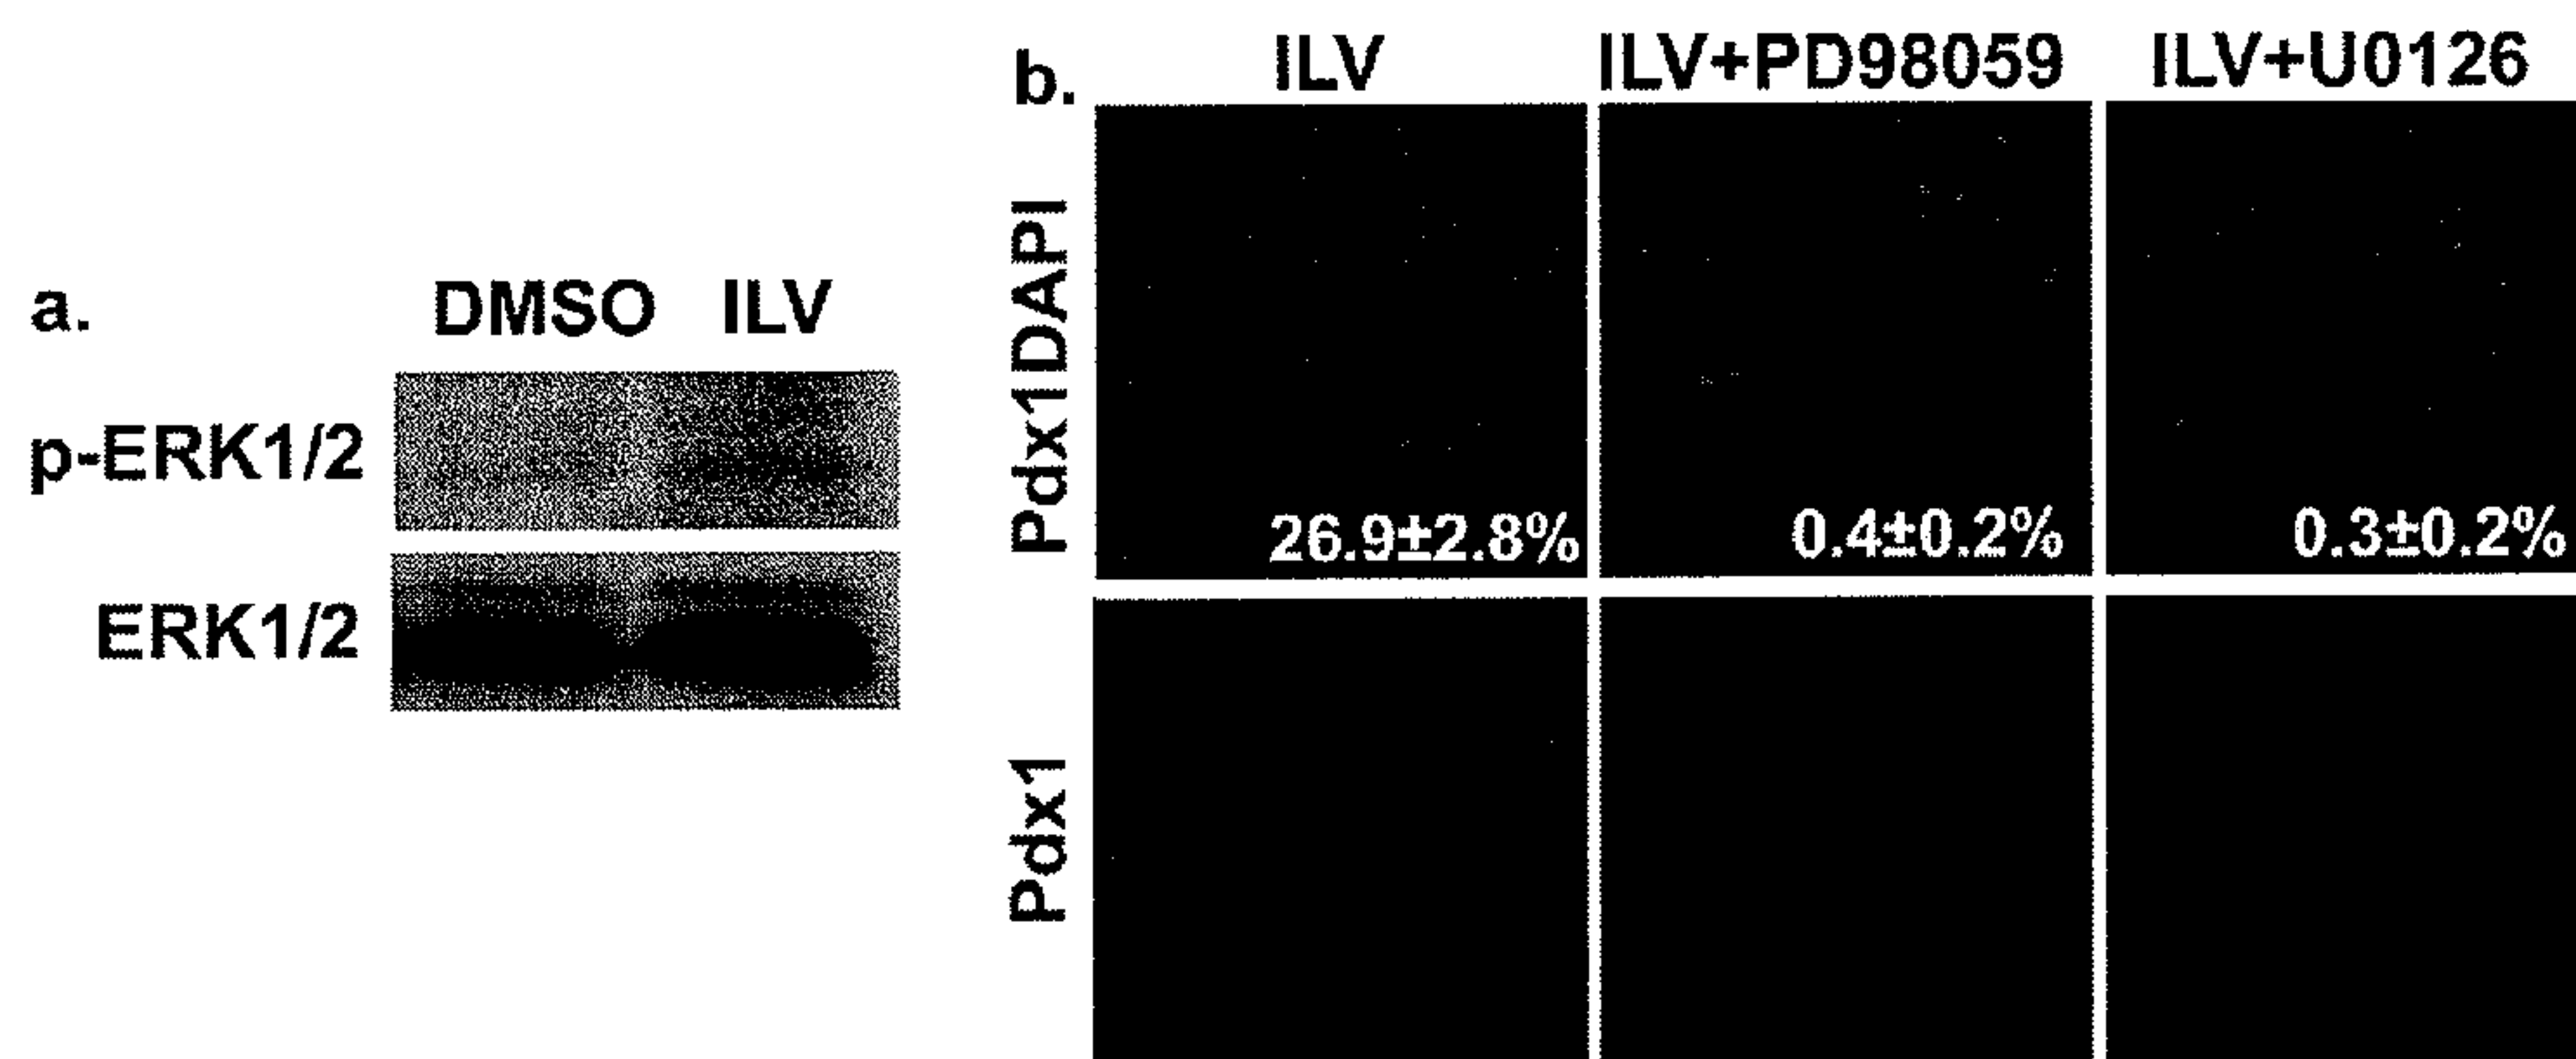 a.
DMSO ILV
p-ERK1/2
ERK1/2
b.
ILV ILV+PD98059 ILV+U0126
Pdx1DAPI
26.9±2.8% 0.4±0.2% 0.3±0.2%
Pdx1